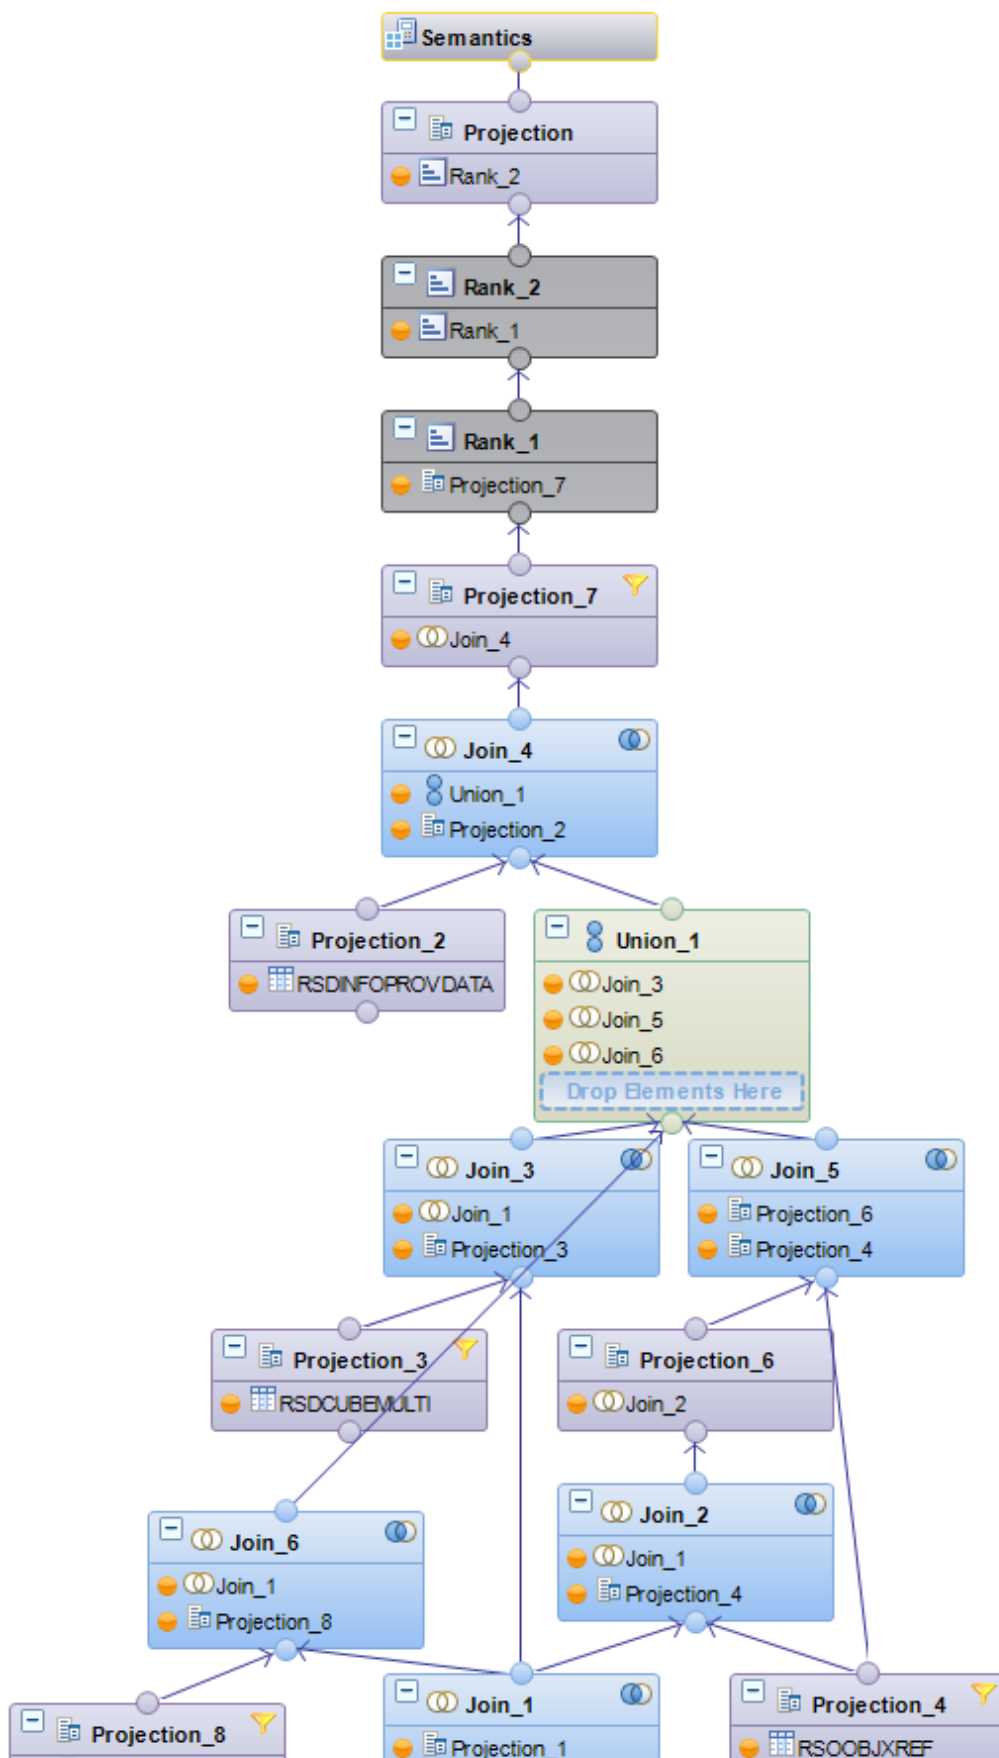 Semantics
Projection
Rank_2
Rank_2
Rank_1
Rank_1
Projection_7
Projection_7
Join_4
Join_4
Union_1
Projection_2
Projection_2
RSDINFOPROVDATA
Union_1
Join_3
Join_5
Join_6
Drop Elements Here
Join_3
Join_1
Projection_3
Join_5
Projection_6
Projection_4
Projection_3
RSDCUBEMULTI
Projection_6
Join_2
Join_6
Join_1
Projection_8
Join_2
Join_1
Projection_4
Projection_8
Join_1
Projection_1
Projection_4
RSOOBJXREF